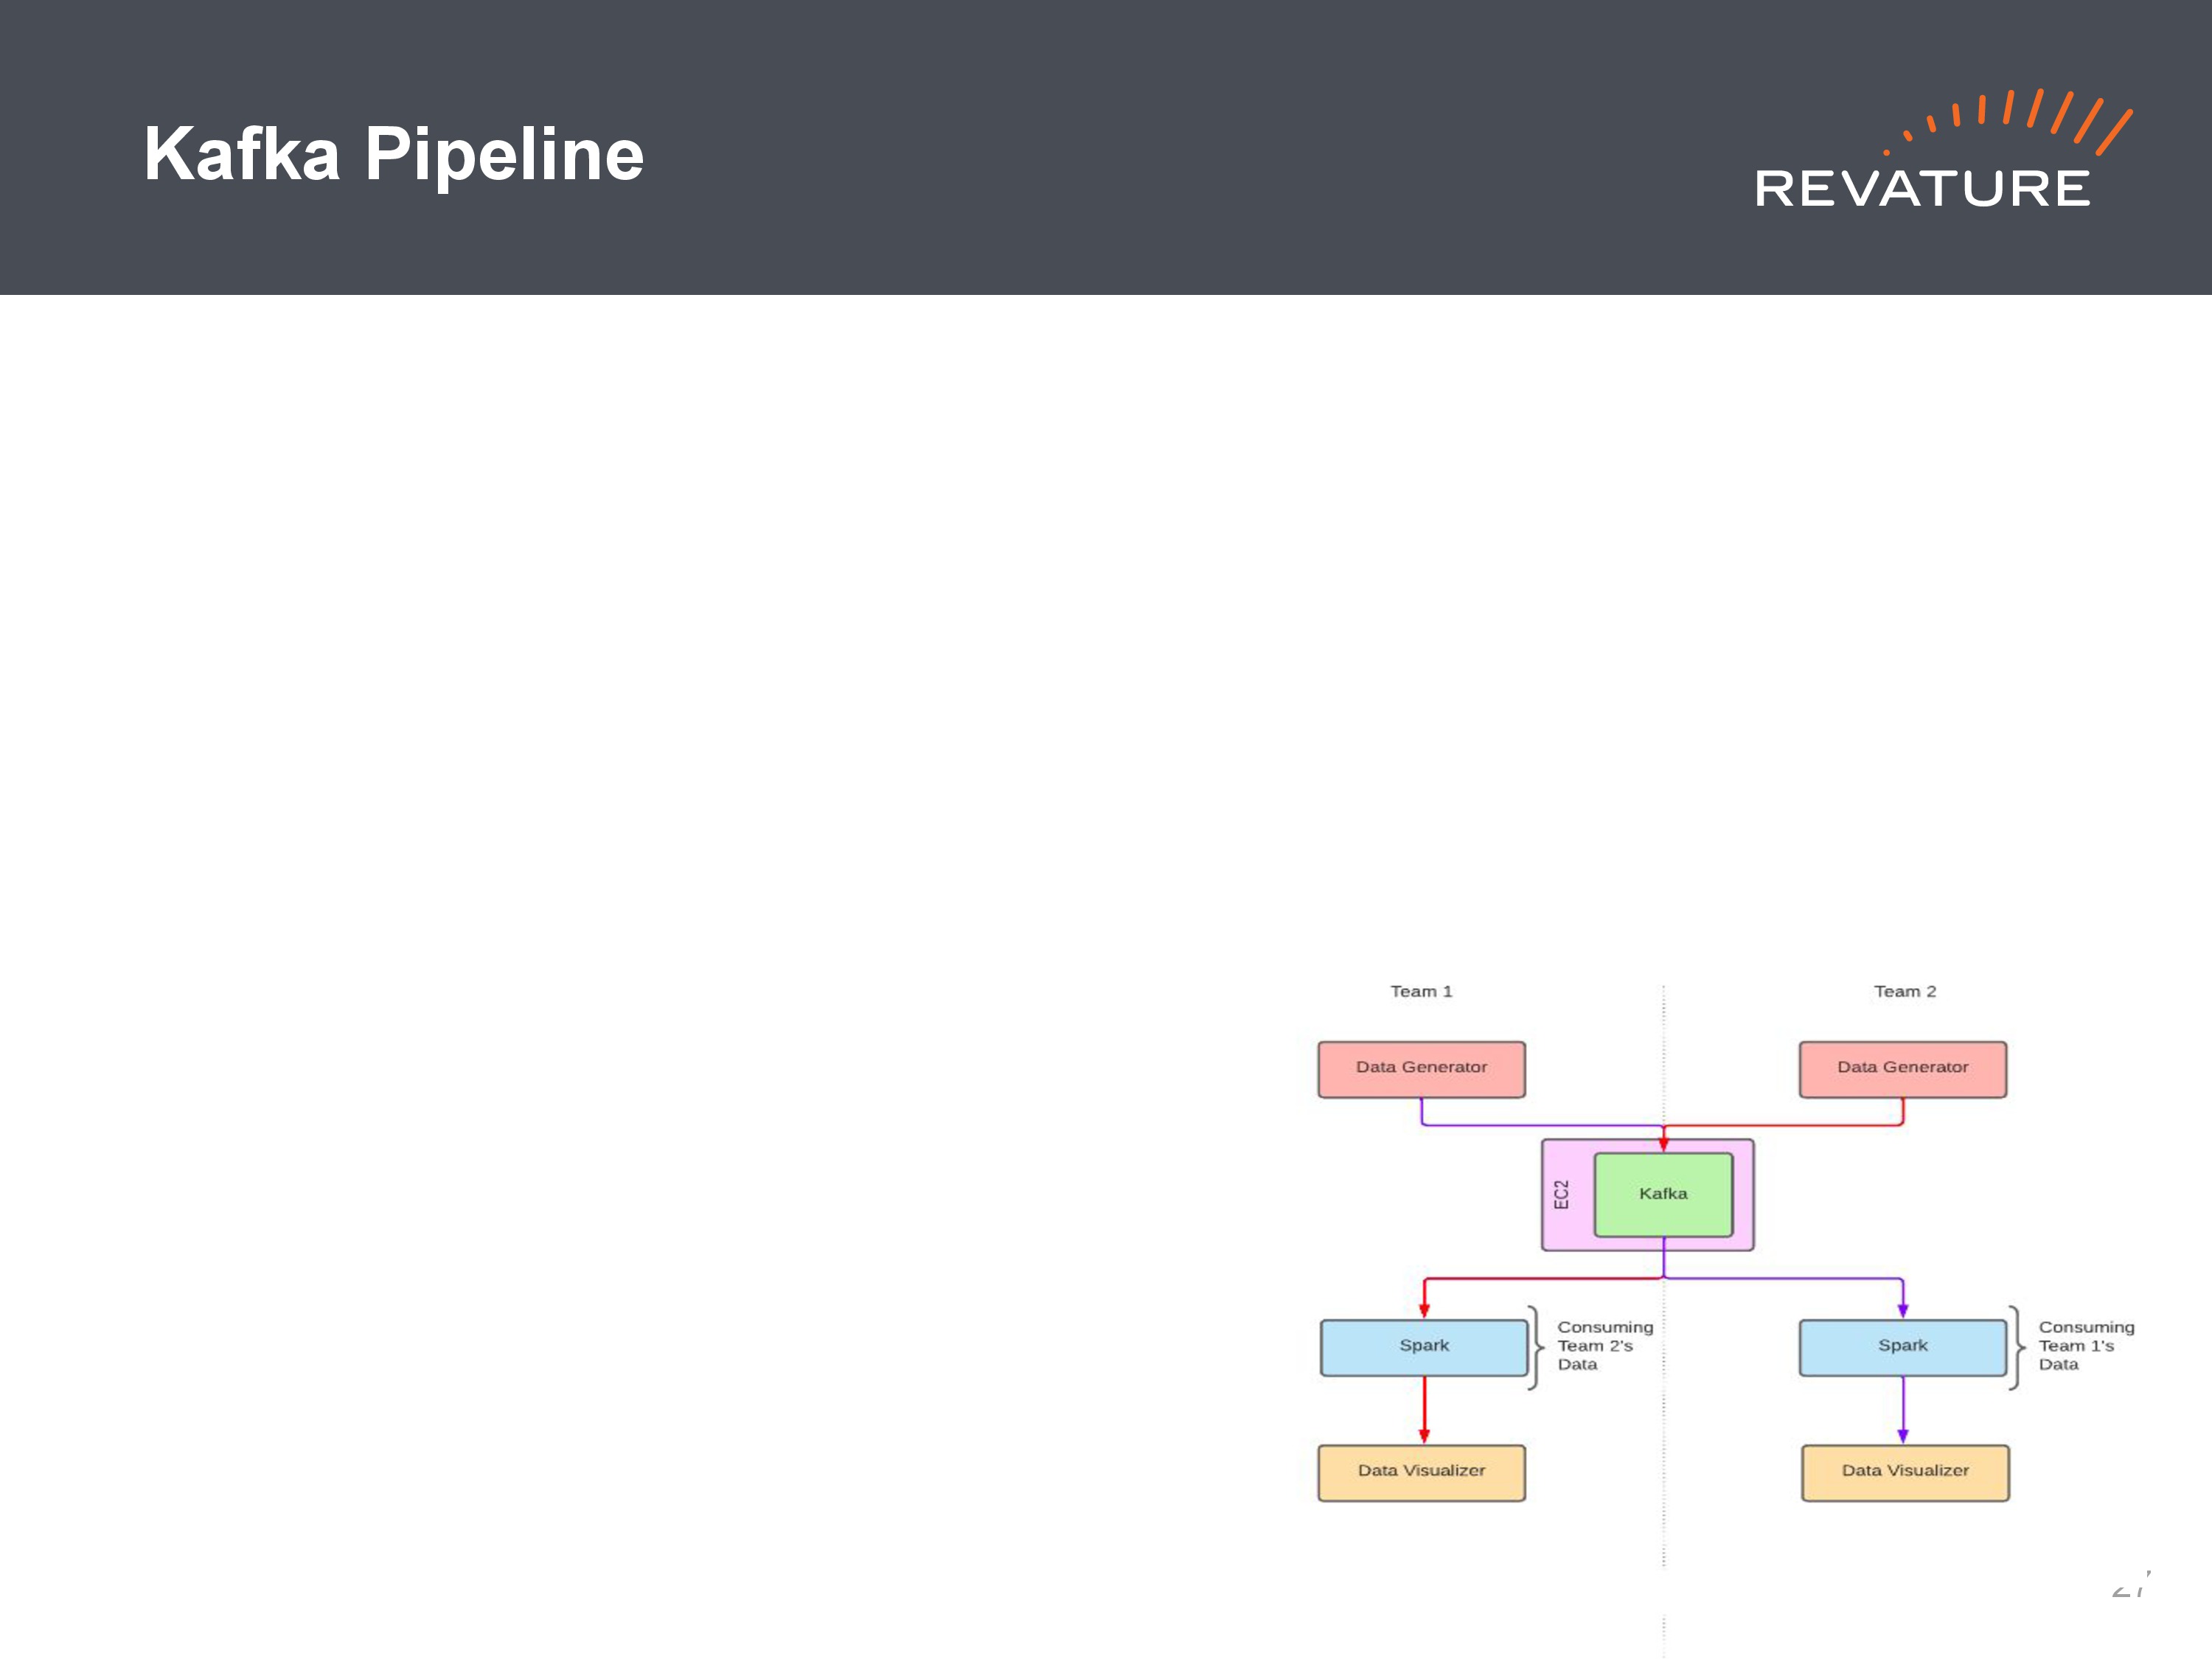 Kafka Pipeline
REVATURE
Team 1
Team 2
Data Generator
Data Generator
EC2
Kafka
Spark
Consuming
Team 2's
Data
Spark
Consuming
Team 1's
Data
Data Visualizer
Data Visualizer